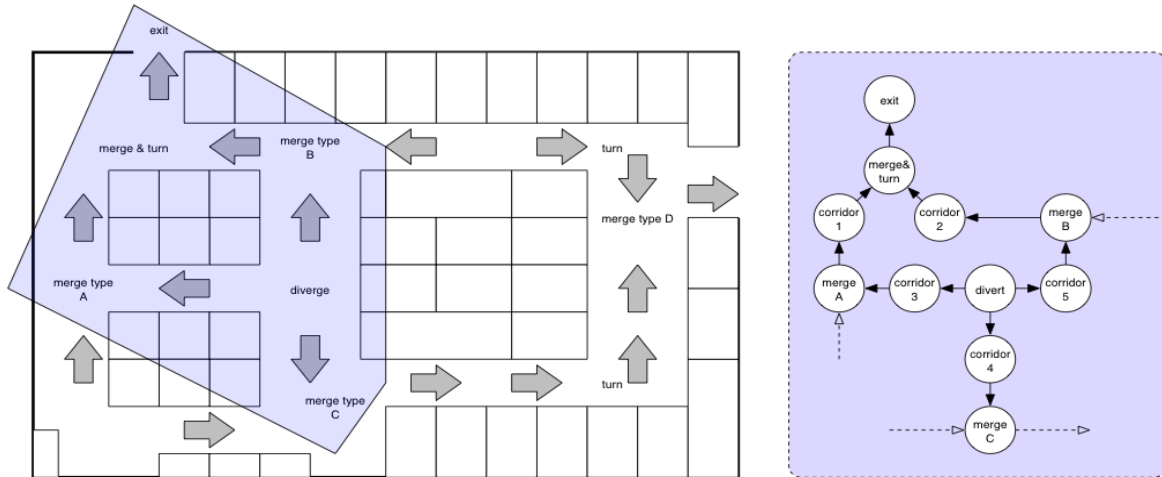 exit
merge & turn
merge type
B
turn
merge type D
merge type
A
diverge
turn
merge type
C
exit
merge&
turn
corridor
1
corridor
2
merge
B
merge
A
corridor
3
divert
corridor
5
corridor
4
merge
C